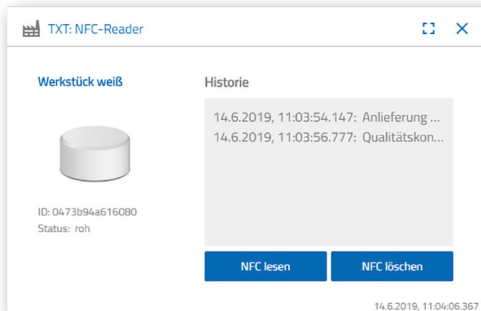 TXT: NFC-Reader
Werkstück weiß
Historie
14.6.2019, 11:03:54.147: Anlieferung ...
14.6.2019, 11:03:56.777: Qualitätskon...
ID: 0473b94a616080
Status: roh
NFC lesen
NFC löschen
14.6.2019, 11:04:06.367